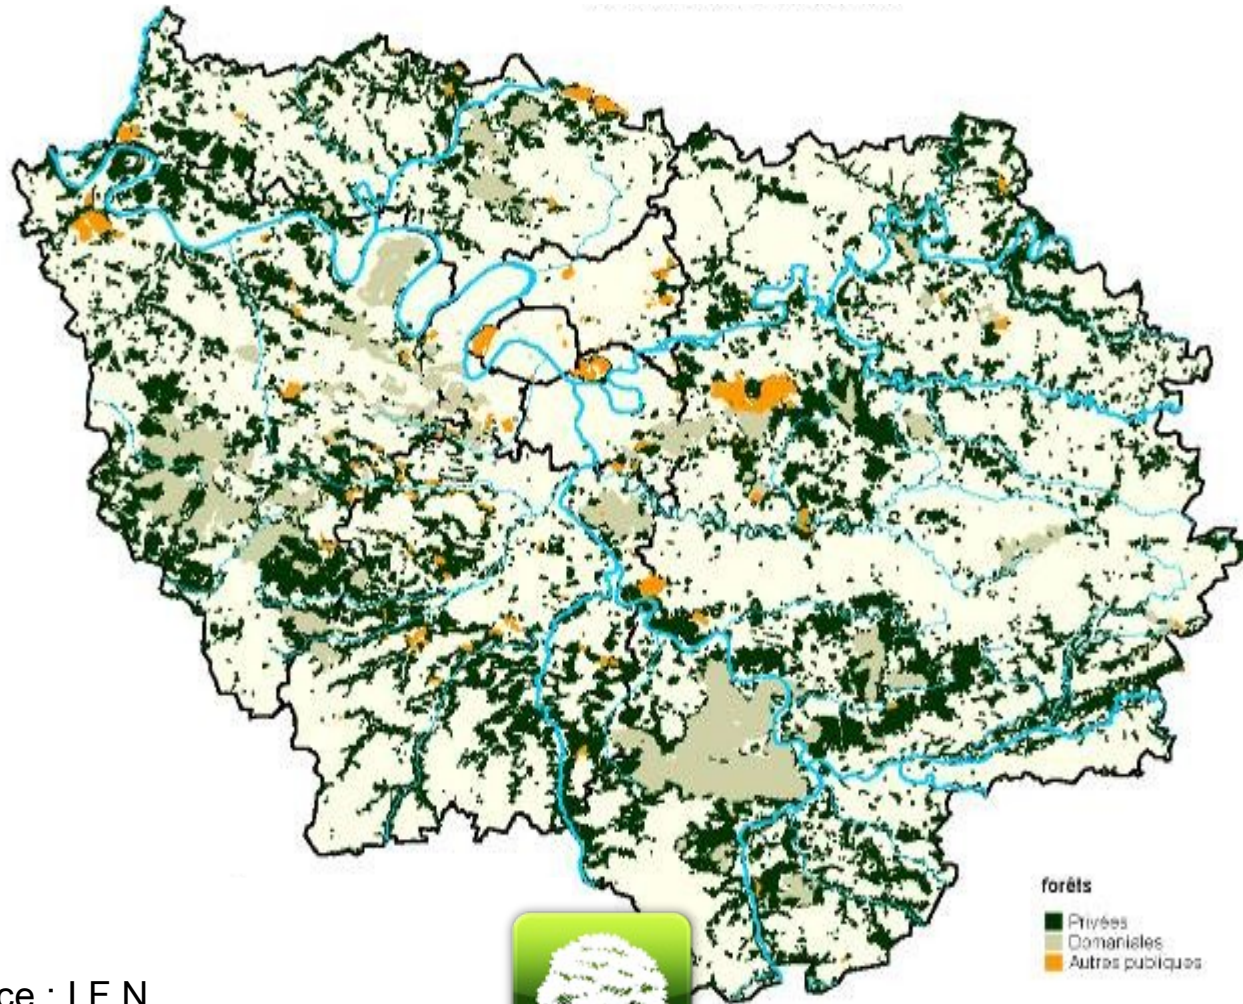 forêts
Privées
Domaniales
Autres publiques
ce : I.F.N